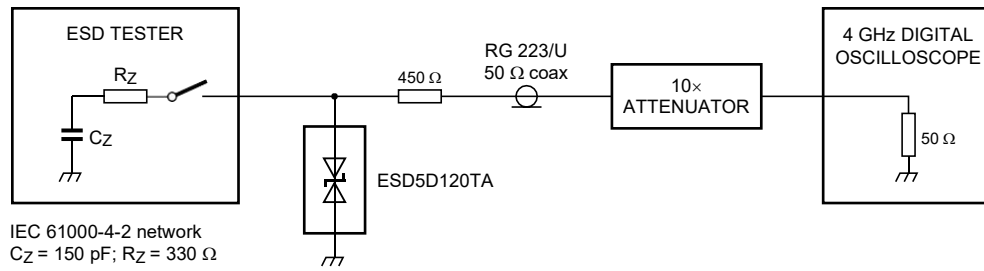 ESD TESTER
RZ
CZ
IEC 61000-4-2 network
CZ = 150 pF; RZ = 330 Ω
ESD5D120TA
450 Ω
RG 223/U
50 Ω coax
10×
ATTENUATOR
4 GHz DIGITAL
OSCILLOSCOPE
50 Ω